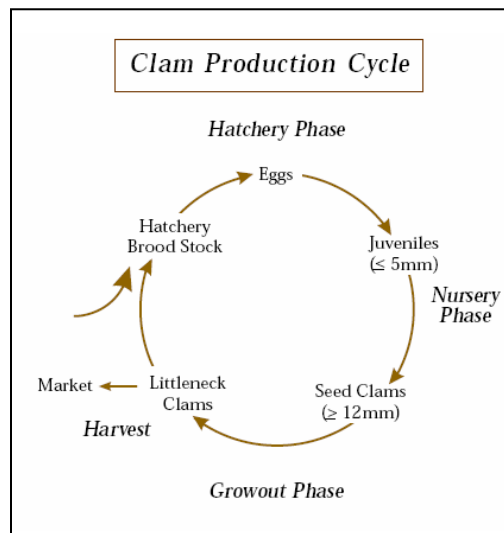 Clam Production Cycle
Hatchery Phase
Eggs
Hatchery
Brood Stock
Juveniles
(≤ 5mm)
Nursery
Phase
Market
Littleneck
Clams
Seed Clams
(≥ 12mm)
Harvest
Growout Phase